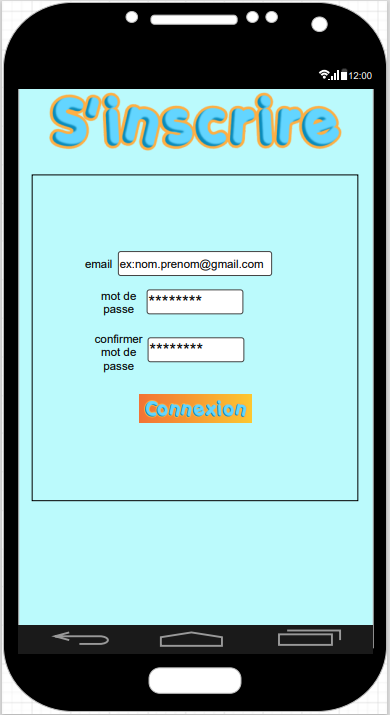 12:00
S'inscrire
email ex:nom.prenom@gmail.com
mot de
passe ********
confirmer
mot de
passe ********
Connexion